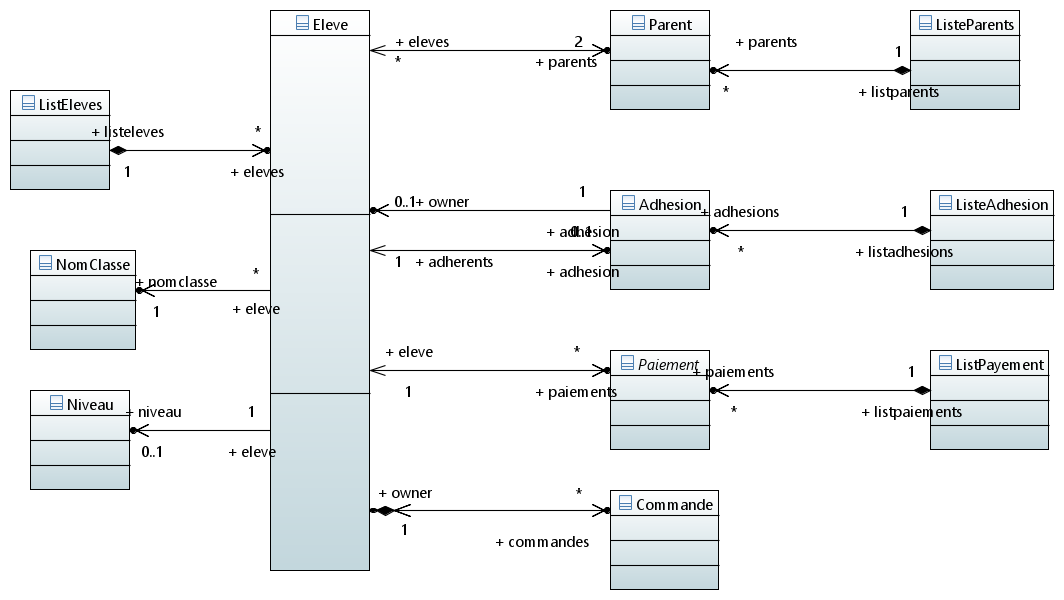 Eleve
Parent
ListeParents
+ eleves
*
2
+ parents
+ parents
1
*
+ listparents
ListEleves
+ listeleves
*
1
+ eleves
0..1
+ owner
1
Adhesion
+ adhesions
1
ListeAdhesion
*
+ listadhesions
+ adhesion
0..1
1
+ adherents
+ adhesion
NomClasse
+ nomclasse
*
1
+ eleve
+ eleve
*
Paiement
+ paiements
1
ListPayement
1
+ paiements
*
+ listpaiements
Niveau
+ niveau
1
0..1
+ eleve
+ owner
*
Commande
1
+ commandes